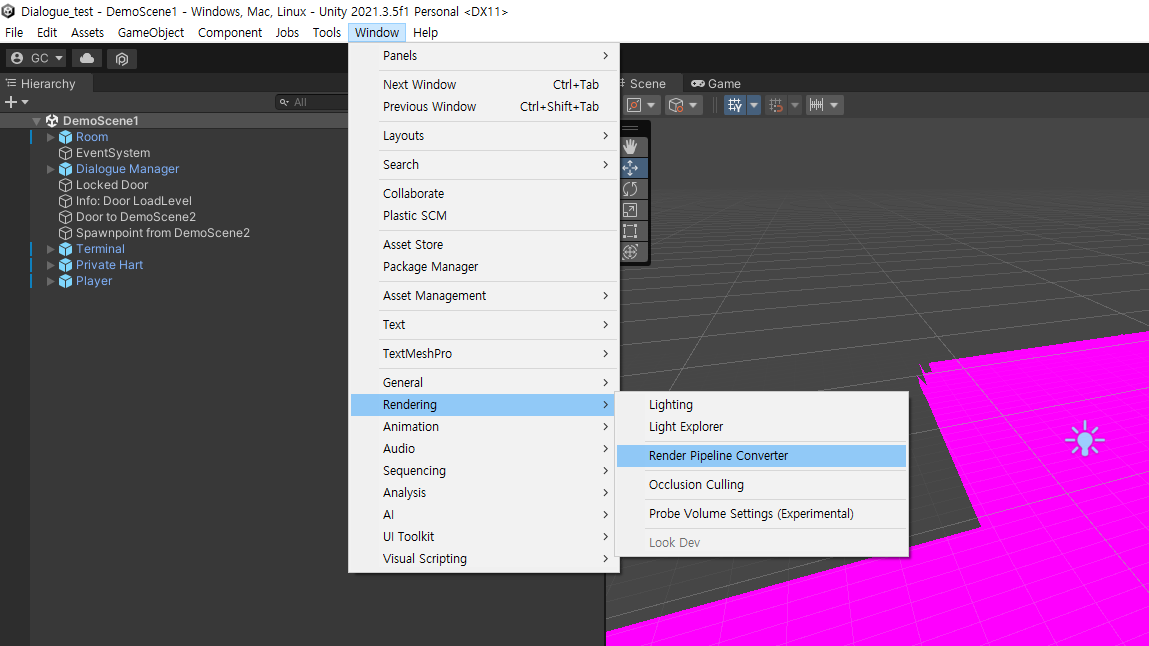 Dialogue_test - DemoScene1 - Windows, Mac, Linux - Unity 2021.3.5f1 Personal <DX11>
File Edit Assets GameObject Component Jobs Tools Window Help
GC
Hierarchy
All
DemoScene1
Room
EventSystem
Dialogue Manager
Locked Door
Info: Door LoadLevel
Door to DemoScene2
Spawnpoint from DemoScene2
Terminal
Private Hart
Player
Panels
Next Window Ctrl+Tab
Previous Window Ctrl+Shift+Tab
Layouts
Search
Collaborate
Plastic SCM
Asset Store
Package Manager
Asset Management
Text
TextMeshPro
General
Rendering
Animation
Audio
Sequencing
Analysis
AI
UI Toolkit
Visual Scripting
Lighting
Light Explorer
Render Pipeline Converter
Occlusion Culling
Probe Volume Settings (Experimental)
Look Dev
Scene Game